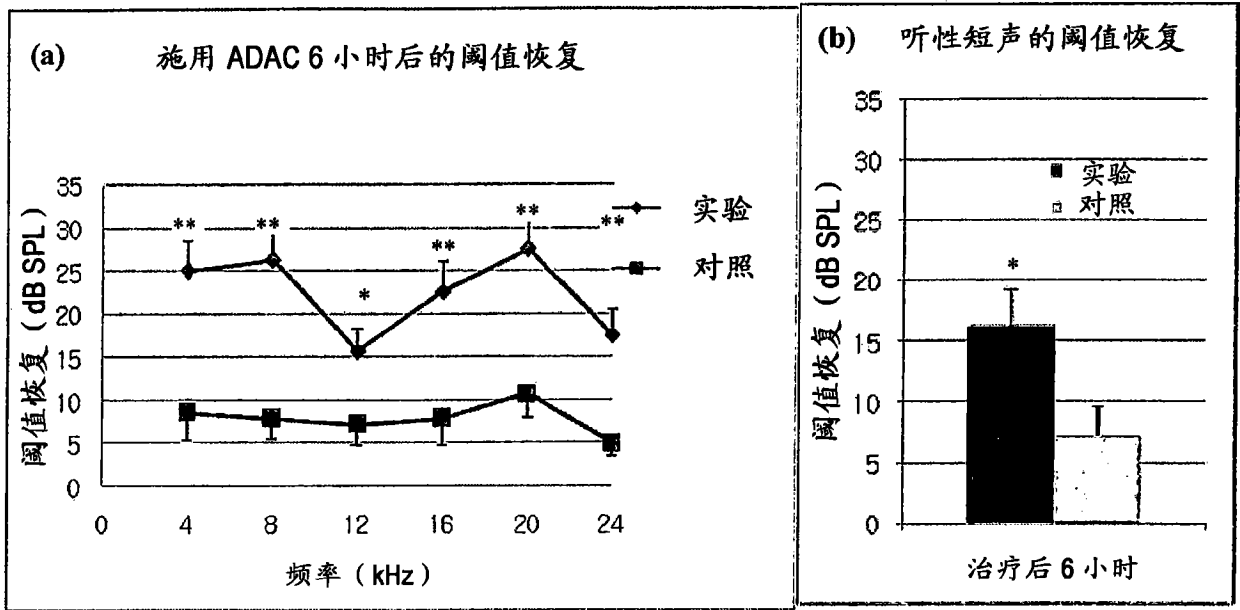 (a) 施用 ADAC 6 小时后的阈值恢复
阈值恢复（dB SPL）
35
30
25
20
15
10
5
0
** ** * ** ** **
实验
对照
0 4 8 12 16 20 24
频率（kHz）
(b) 听性短声的阈值恢复
阈值恢复（dB SPL）
35
30
25
20
15
10
5
0
实验
对照
*
治疗后 6 小时